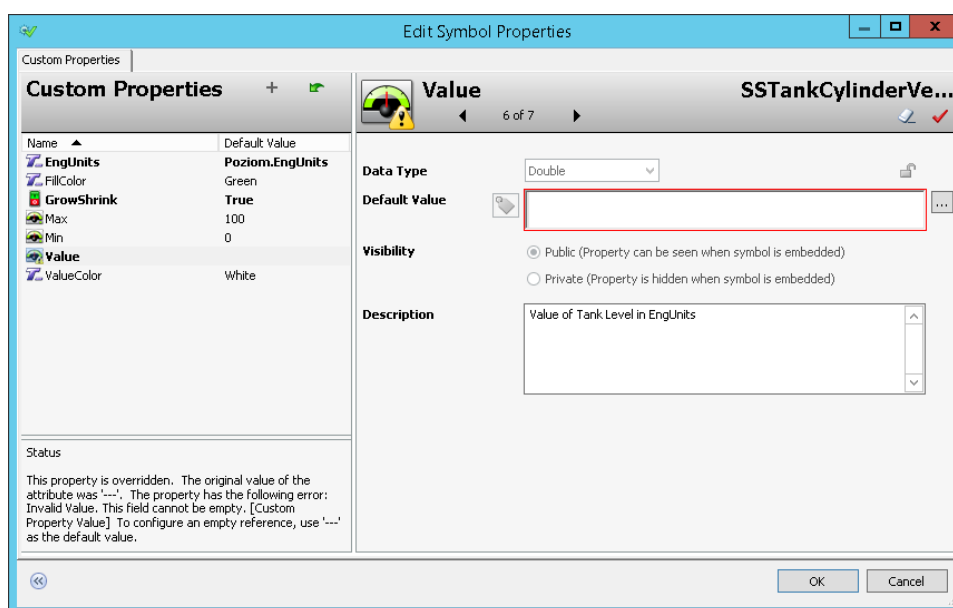 Edit Symbol Properties
Custom Properties
Custom Properties
Value
SSTankCylinderVe...
6 of 7
Name Default Value
EngUnits Poziom.EngUnits
FillColor Green
GrowShrink True
Max 100
Min 0
Value
ValueColor White
Data Type Double
Default Value ...
Visibility Public (Property can be seen when symbol is embedded)
Private (Property is hidden when symbol is embedded)
Description Value of Tank Level in EngUnits
Status
This property is overridden. The original value of the
attribute was '---'. The property has the following error:
Invalid Value. This field cannot be empty. [Custom
Property Value] To configure an empty reference, use '---'
as the default value.
OK Cancel